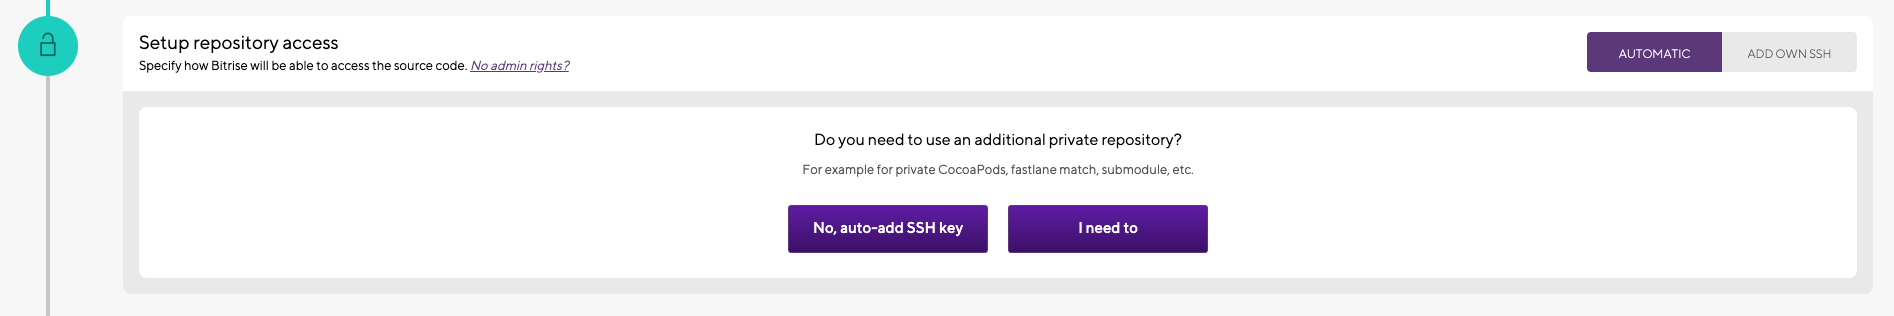 Setup repository access
Specify how Bitrise will be able to access the source code. No admin rights?
AUTOMATIC
ADD OWN SSH
Do you need to use an additional private repository?
For example for private CocoaPods, fastlane match, submodule, etc.
No, auto-add SSH key
I need to